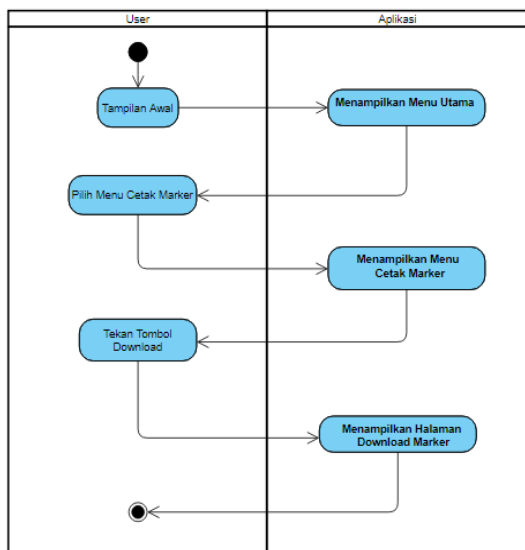 User
Aplikasi
Tampilan Awal
Menampilkan Menu Utama
Pilih Menu Cetak Marker
Menampilkan Menu
Cetak Marker
Tekan Tombol
Download
Menampilkan Halaman
Download Marker